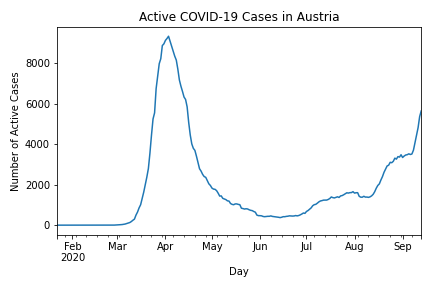 Active COVID-19 Cases in Austria
Number of Active Cases
8000
6000
4000
2000
0
Feb Mar Apr May Jun Jul Aug Sep
2020
Day